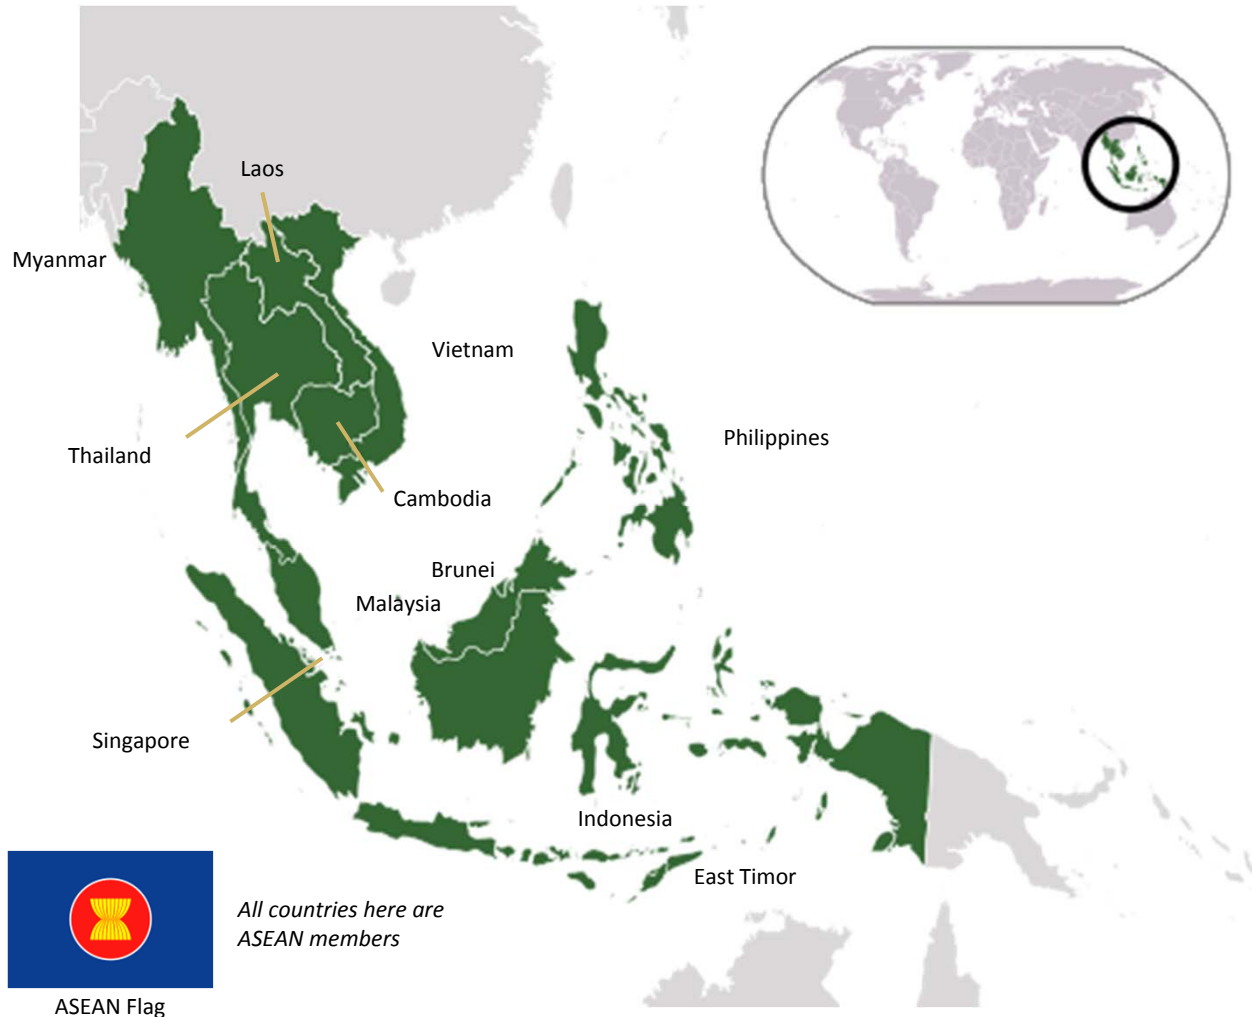 Laos
Myanmar
Vietnam
Philippines
Thailand
Cambodia
Brunei
Malaysia
Singapore
Indonesia
East Timor
All countries here are
ASEAN members
ASEAN Flag